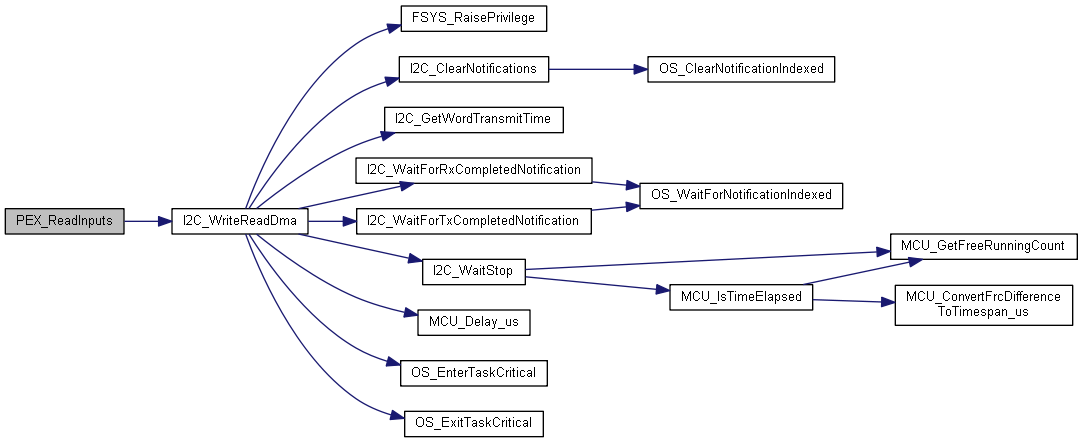 FSYS_RaisePrivilege
I2C_ClearNotifications
OS_ClearNotificationIndexed
I2C_GetWordTransmitTime
I2C_WaitForRxCompletedNotification
OS_WaitForNotificationIndexed
PEX_ReadInputs
I2C_WriteReadDma
I2C_WaitForTxCompletedNotification
MCU_GetFreeRunningCount
I2C_WaitStop
MCU_IsTimeElapsed
MCU_ConvertFrcDifference
ToTimespan_us
MCU_Delay_us
OS_EnterTaskCritical
OS_ExitTaskCritical